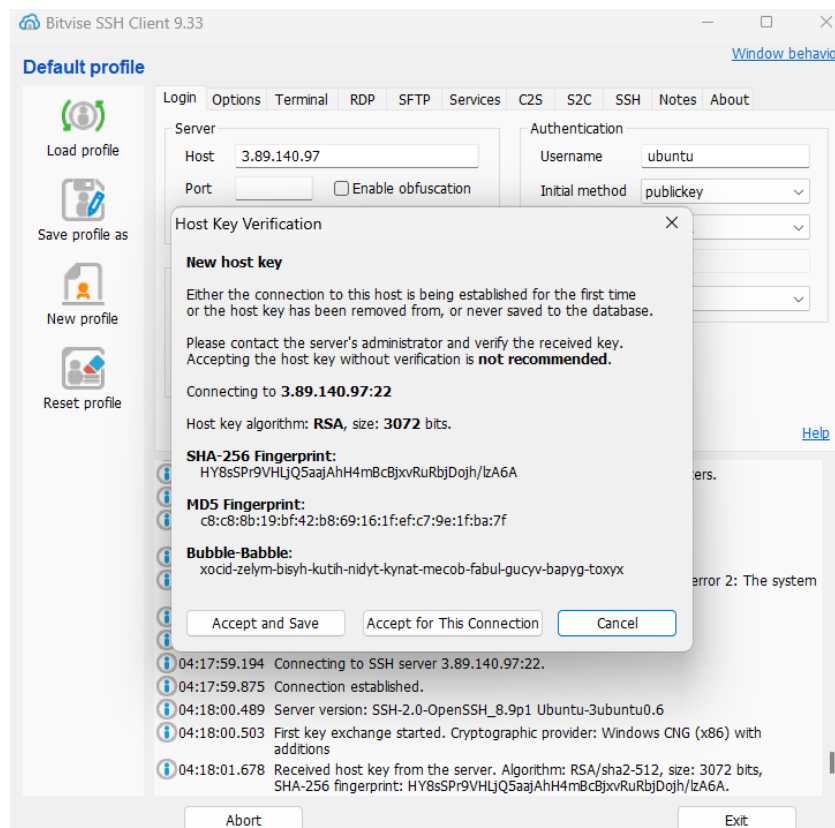 Bitvise SSH Client 9.33
Window behavio
Default profile
Load profile
Save profile as
New profile
Reset profile
Login Options Terminal RDP SFTP Services C2S S2C SSH Notes About
Server
Host 3.89.140.97
Port Enable obfuscation
Authentication
Username ubuntu
Initial method publickey
Host Key Verification
New host key
Either the connection to this host is being established for the first time
or the host key has been removed from, or never saved to the database.
Please contact the server's administrator and verify the received key.
Accepting the host key without verification is not recommended.
Connecting to 3.89.140.97:22
Host key algorithm: RSA, size: 3072 bits.
SHA-256 Fingerprint:
HY8sSPr9VHLjQ5aajAhH4mBcBjxvRuRbjDojh/lzA6A
MD5 Fingerprint:
c8:c8:8b:19:bf:42:b8:69:16:1f:ef:c7:9e:1f:ba:7f
Bubble-Babble:
xocid-zelym-bisyh-kutih-nidyt-kynat-mecob-fabul-gucyv-bapyg-toxyx
Accept and Save Accept for This Connection Cancel
Help
ers.
error 2: The system
04:17:59.194 Connecting to SSH server 3.89.140.97:22.
04:17:59.875 Connection established.
04:18:00.489 Server version: SSH-2.0-OpenSSH_8.9p1 Ubuntu-3ubuntu0.6
04:18:00.503 First key exchange started. Cryptographic provider: Windows CNG (x86) with
additions
04:18:01.678 Received host key from the server. Algorithm: RSA/sha2-512, size: 3072 bits,
SHA-256 fingerprint: HY8sSPr9VHLjQ5aajAhH4mBcBjxvRuRbjDojh/lzA6A.
Abort Exit